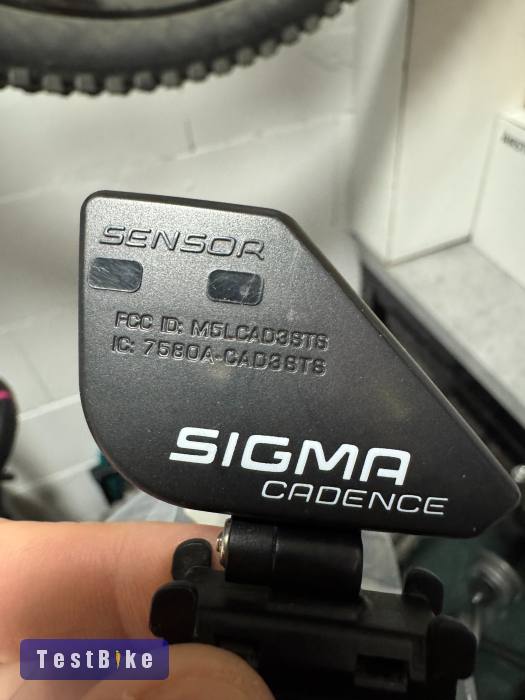 SENSOR
FCC ID: M5LCAD3STS
IC: 7580A-CAD3STS
SIGMA
CADENCE
TestBike